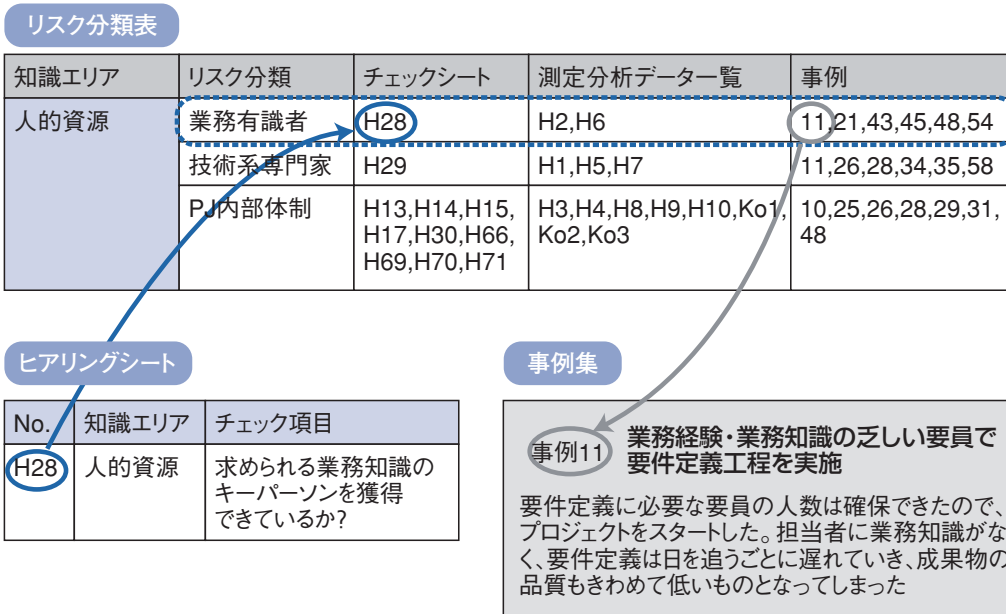 リスク分類表
知識エリア リスク分類 チェックシート 測定分析データ一覧 事例
人的資源 業務有識者 H28 H2,H6 11,21,43,45,48,54
技術系専門家 H29 H1,H5,H7 11,26,28,34,35,58
PJ内部体制 H13,H14,H15, H3,H4,H8,H9,H10,Ko1, 10,25,26,28,29,31,
H17,H30,H66, Ko2,Ko3 48
H69,H70,H71
ヒアリングシート
No. 知識エリア チェック項目
H28 人的資源 求められる業務知識の
キーパーソンを獲得
できているか?
事例集
事例11 業務経験・業務知識の乏しい要員で
要件定義工程を実施
要件定義に必要な要員の人数は確保できたので、
プロジェクトをスタートした。担当者に業務知識がな
く、要件定義は日を追うごとに遅れていき、成果物の
品質もきわめて低いものとなってしまった